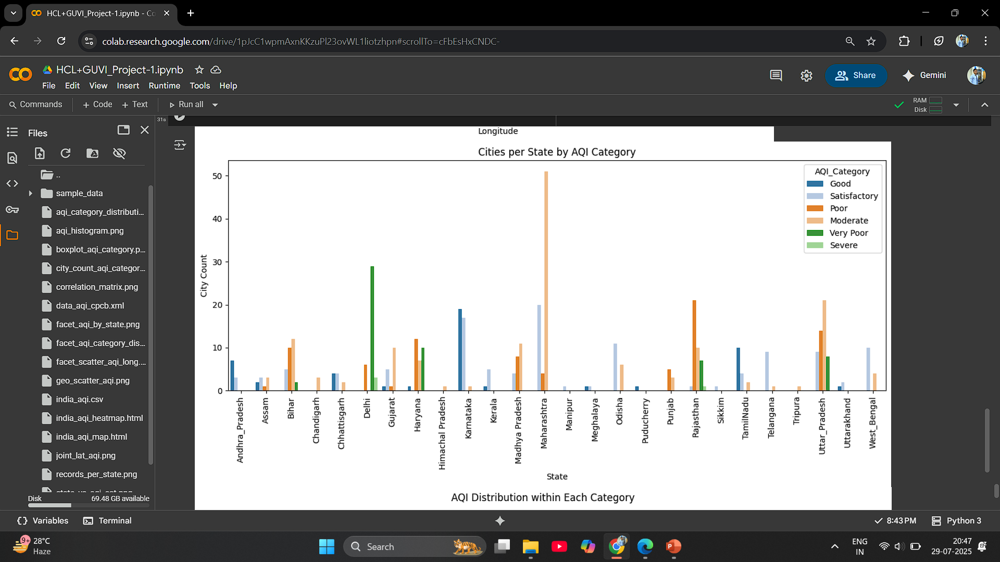 HCL+GUVI_Project-1.ipynb - Co
colab.research.google.com/drive/1pJcC1wpmAxnKKzuPl23ovWL1liotzhpn#scrollTo=cFbEsHxCNDC-
HCL+GUVI_Project-1.ipynb
File Edit View Insert Runtime Tools Help
Share
Gemini
Commands + Code + Text Run all
RAM
Disk
31s
Files
..
sample_data
aqi_category_distributi...
aqi_histogram.png
boxplot_aqi_category.p...
city_count_aqi_categor...
correlation_matrix.png
data_aqi_cpcb.xml
facet_aqi_by_state.png
facet_aqi_category_dis...
facet_scatter_aqi_long....
geo_scatter_aqi.png
india_aqi.csv
india_aqi_heatmap.html
india_aqi_map.html
joint_lat_aqi.png
records_per_state.png
Disk 69.48 GB available
Longitude
Cities per State by AQI Category
AQI_Category
Good
Satisfactory
Poor
Moderate
Very Poor
Severe
City Count
50
40
30
20
10
0
Andhra_Pradesh
Assam
Bihar
Chandigarh
Chhattisgarh
Delhi
Gujarat
Haryana
Himachal Pradesh
Karnataka
Kerala
Madhya Pradesh
Maharashtra
Manipur
Meghalaya
Odisha
Puducherry
Punjab
Rajasthan
Sikkim
TamilNadu
Telangana
Tripura
Uttar_Pradesh
Uttarakhand
West_Bengal
State
AQI Distribution within Each Category
Variables Terminal
8:43 PM Python 3
9+
28°C
Haze
Search
ENG
IN
20:47
29-07-2025